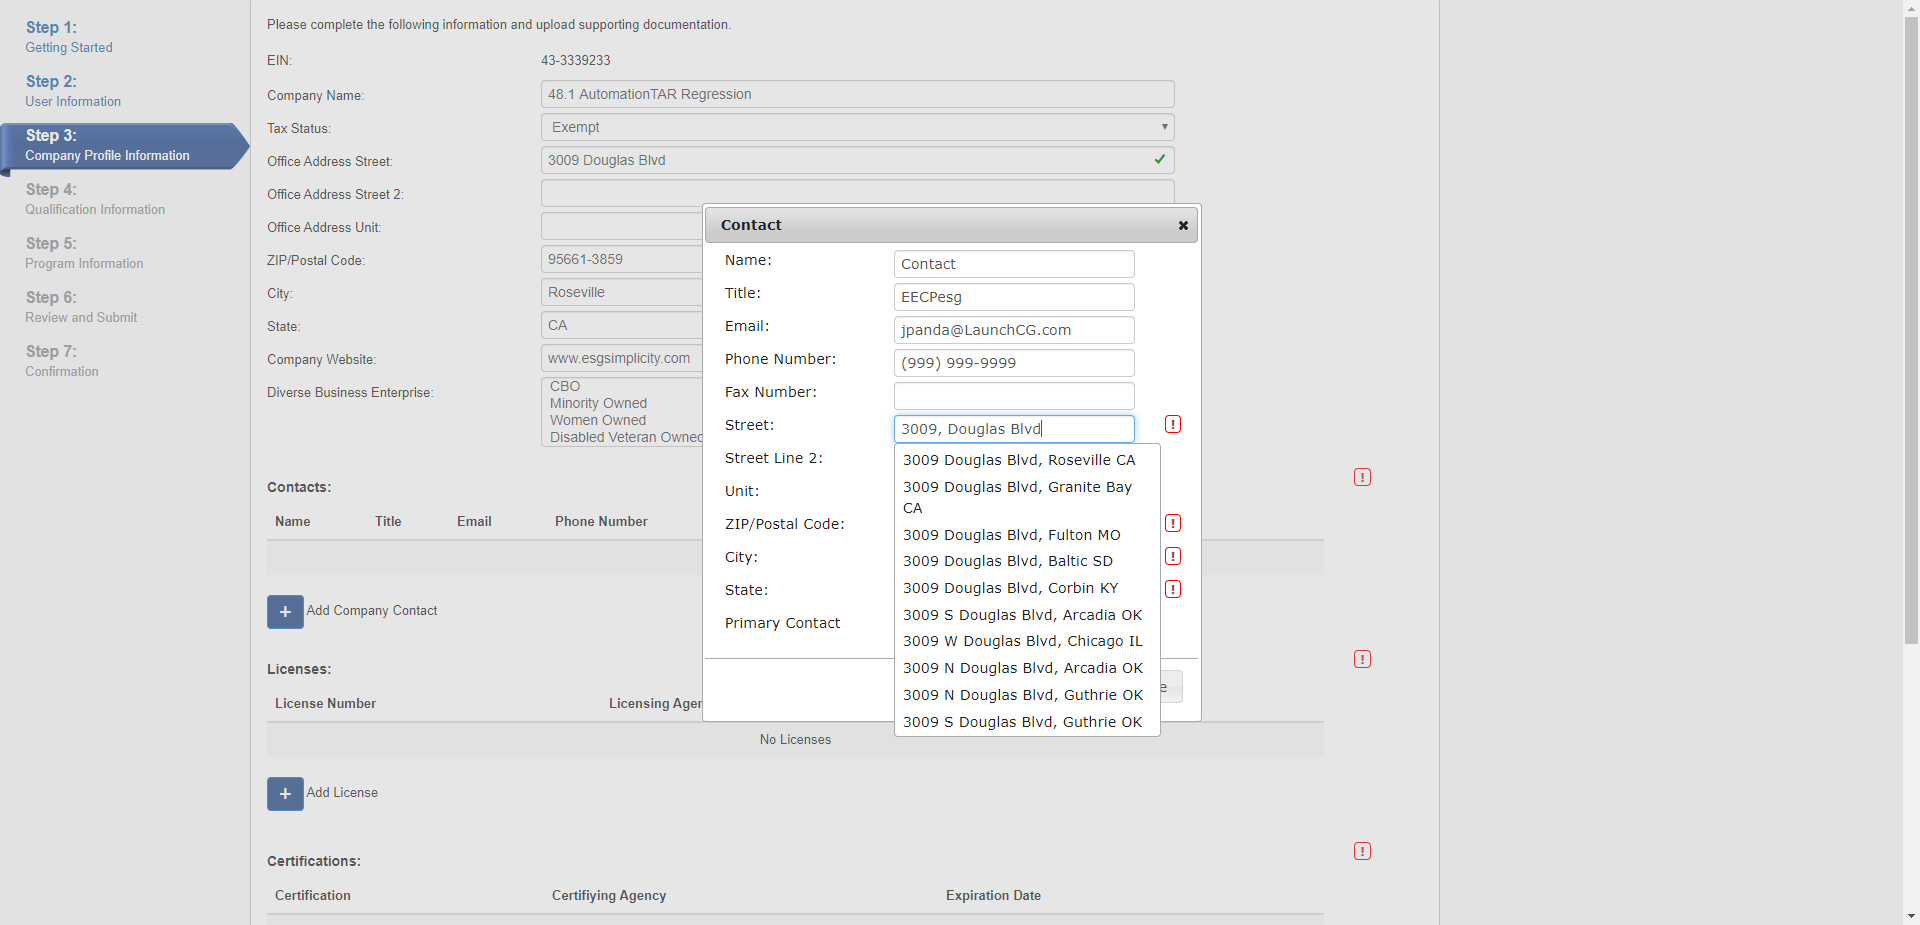 Step 1:
Getting Started
Step 2:
User Information
Step 3:
Company Profile Information
Step 4:
Qualification Information
Step 5:
Program Information
Step 6:
Review and Submit
Step 7:
Confirmation
Please complete the following information and upload supporting documentation.
EIN: 43-3339233
Company Name: 48.1 AutomationTAR Regression
Tax Status: Exempt
Office Address Street: 3009 Douglas Blvd
Office Address Street 2:
Office Address Unit:
ZIP/Postal Code: 95661-3859
City: Roseville
State: CA
Company Website: www.esgsimplicity.com
Diverse Business Enterprise: CBO
Minority Owned
Women Owned
Disabled Veteran Owned
Contacts:
Name Title Email Phone Number
+ Add Company Contact
Licenses:
License Number Licensing Agen
No Licenses
+ Add License
Certifications:
Certification Certifiying Agency Expiration Date
Contact
Name: Contact
Title: EECPesg
Email: jpanda@LaunchCG.com
Phone Number: (999) 999-9999
Fax Number:
Street: 3009, Douglas Blvd
Street Line 2:
Unit:
ZIP/Postal Code:
City:
State:
Primary Contact
3009 Douglas Blvd, Roseville CA
3009 Douglas Blvd, Granite Bay
CA
3009 Douglas Blvd, Fulton MO
3009 Douglas Blvd, Baltic SD
3009 Douglas Blvd, Corbin KY
3009 S Douglas Blvd, Arcadia OK
3009 W Douglas Blvd, Chicago IL
3009 N Douglas Blvd, Arcadia OK
3009 N Douglas Blvd, Guthrie OK
3009 S Douglas Blvd, Guthrie OK